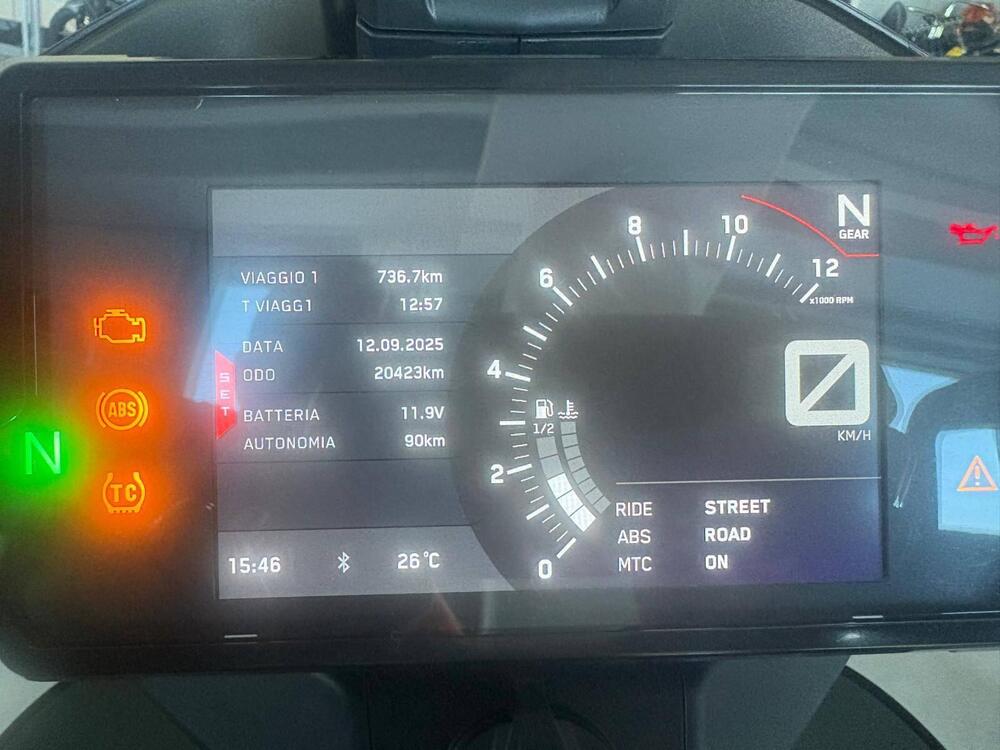 VIAGGIO 1 736.7km
T VIAGG1 12:57
DATA 12.09.2025
ODO 20423km
BATTERIA 11.9V
AUTONOMIA 90km
SET
15:46 26°C
0 2 4 6 8 10 12
x1000 RPM
N
GEAR
1/2
0
KM/H
RIDE STREET
ABS ROAD
MTC ON
ABS
N
TC